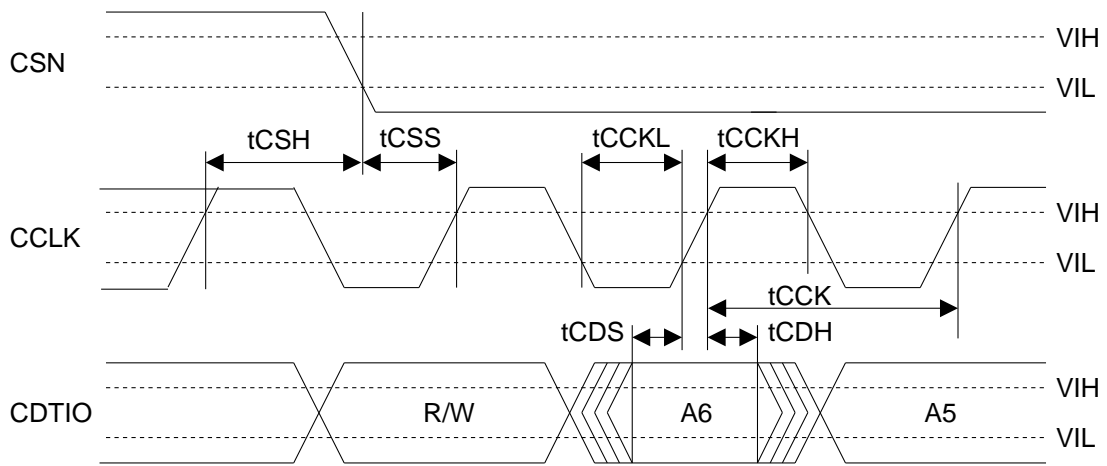 VIH
CSN
VIL
tCSH tCSS tCCKL tCCKH
VIH
CCLK
VIL
tCCK
tCDS tCDH
VIH
CDTIO R/W A6 A5
VIL